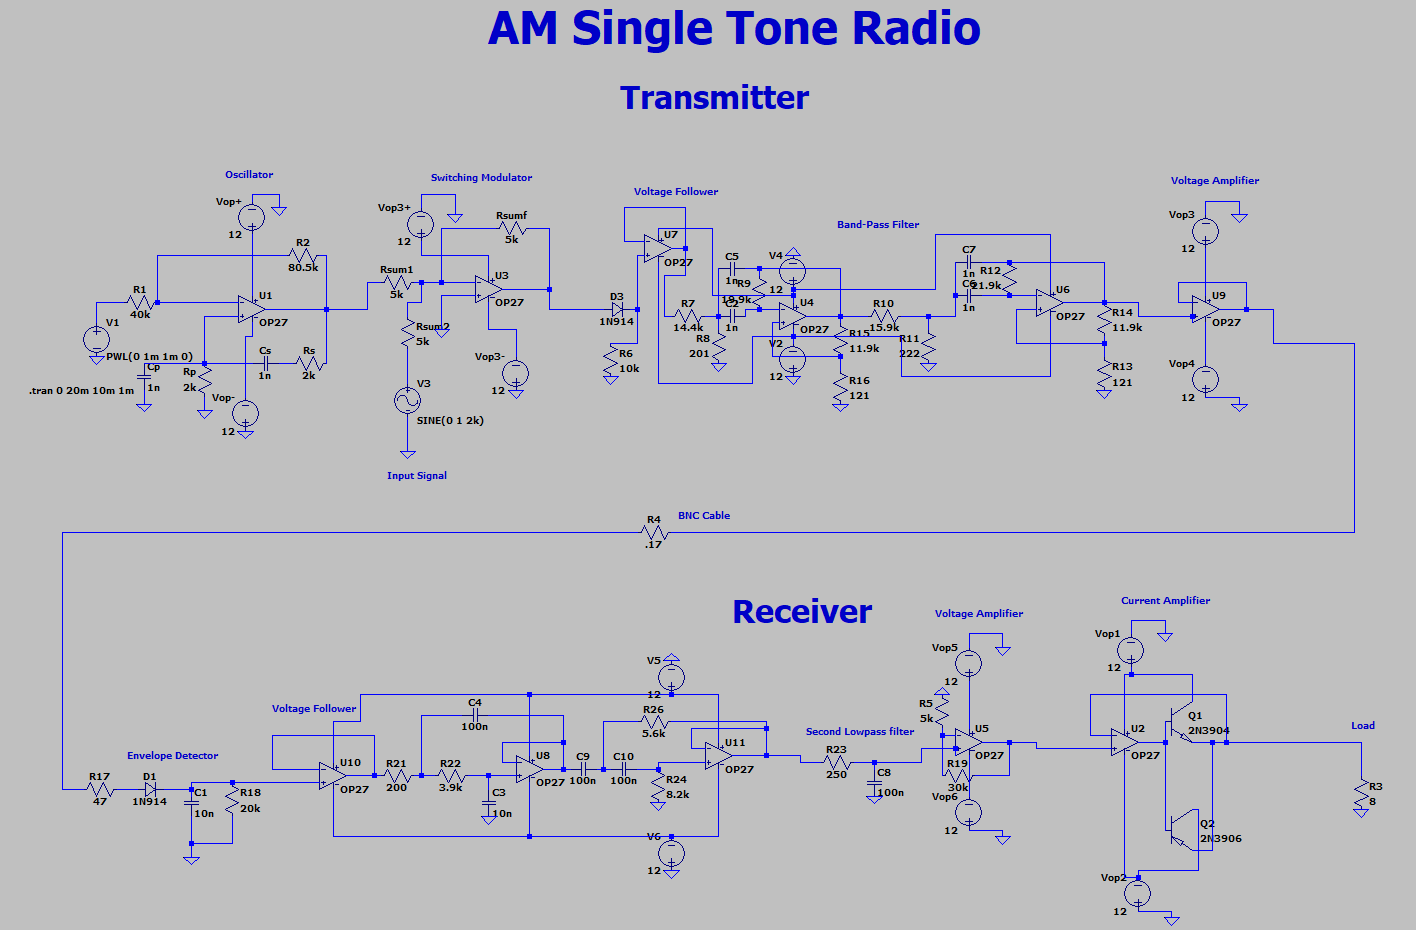 AM Single Tone Radio
Transmitter
Oscillator
Vop+
12
R2
80.5k
R1
40k
U1
OP27
V1
PWL(0 1m 1m 0)
Cp
1n
.tran 0 20m 10m 1m
Rp
2k
Cs
1n
Rs
2k
Vop-
12
Switching Modulator
Vop3+
12
Rsumf
5k
Rsum1
5k
U3
OP27
Rsum2
5k
Vop3-
12
V3
SINE(0 1 2k)
Input Signal
D3
1N914
R6
10k
Voltage Follower
U7
OP27
Band-Pass Filter
R7
14.4k
R8
201
C5
1n
R9
19.9k
C2
1n
V4
12
U4
OP27
V2
12
R15
11.9k
R16
121
R10
15.9k
R11
222
C7
1n
C6
1n
R12
21.9k
U6
OP27
R14
11.9k
R13
121
Voltage Amplifier
Vop3
12
U9
OP27
Vop4
12
R4
.17
BNC Cable
Receiver
Envelope Detector
R17
47
D1
1N914
C1
10n
R18
20k
Voltage Follower
U10
OP27
R21
200
C4
100n
R22
3.9k
C3
10n
U8
OP27
C9
100n
C10
100n
V5
12
R26
5.6k
R24
8.2k
U11
OP27
V6
12
Second Lowpass filter
R23
250
C8
100n
Voltage Amplifier
Vop5
12
R5
5k
U5
OP27
R19
30k
Vop6
12
Current Amplifier
Vop1
12
U2
OP27
Q1
2N3904
Q2
2N3906
Vop2
12
Load
R3
8